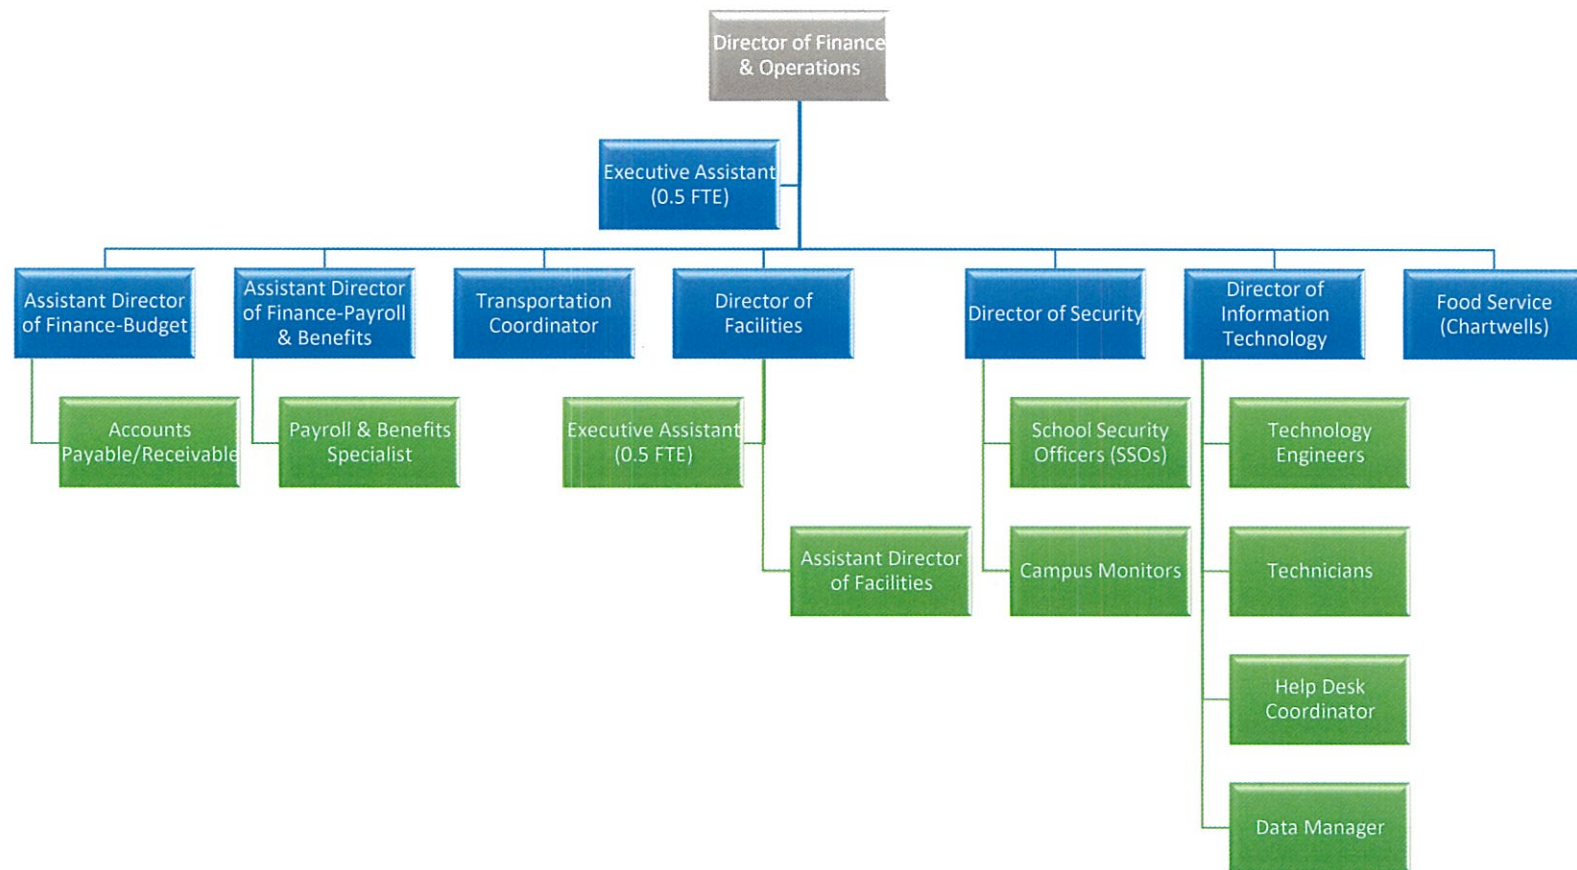 Director of Finance
& Operations
Executive Assistant
(0.5 FTE)
Assistant Director
of Finance-Budget
Assistant Director
of Finance-Payroll
& Benefits
Transportation
Coordinator
Director of
Facilities
Director of Security
Director of
Information
Technology
Food Service
(Chartwells)
Accounts
Payable/Receivable
Payroll & Benefits
Specialist
Executive Assistant
(0.5 FTE)
School Security
Officers (SSOs)
Technology
Engineers
Assistant Director
of Facilities
Campus Monitors
Technicians
Help Desk
Coordinator
Data Manager